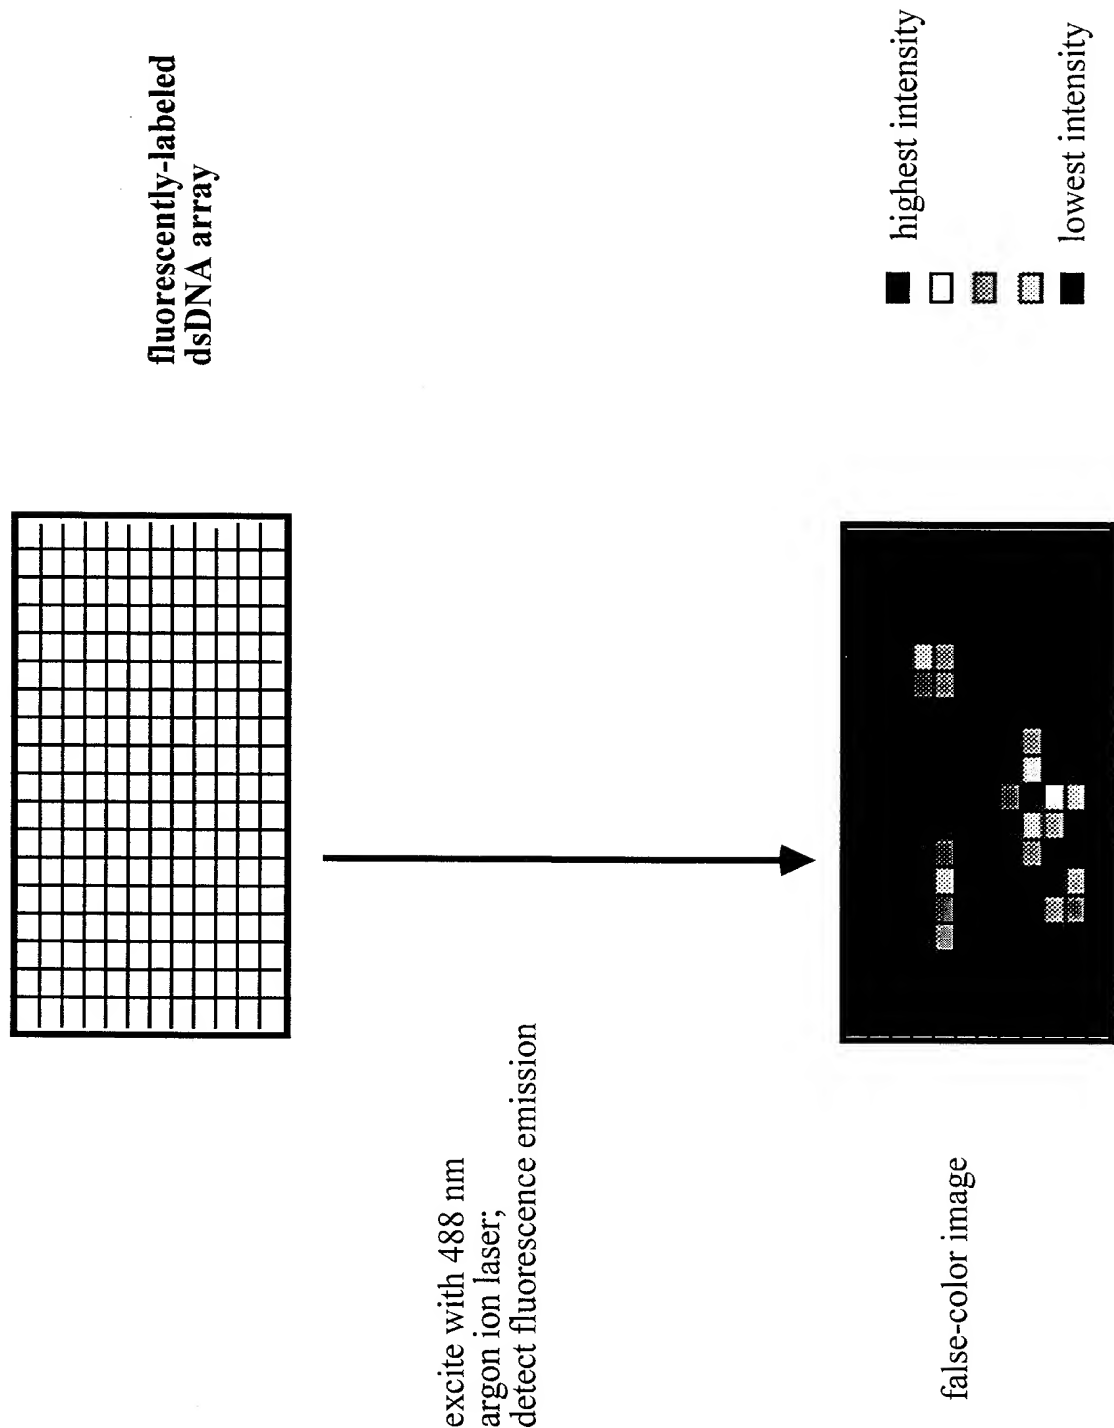 fluorescently-labeled
dsDNA array
excite with 488 nm
argon ion laser;
detect fluorescence emission
false-color image
highest intensity
lowest intensity